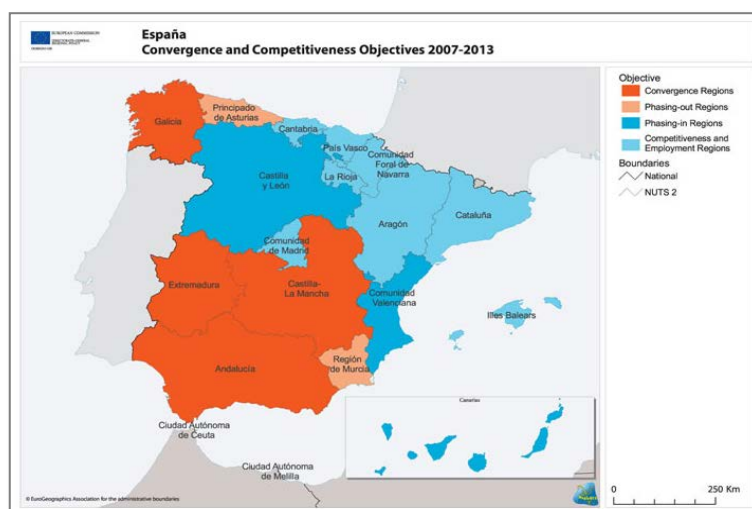 EUROPEAN COMMISSION
España
Convergence and Competitiveness Objectives 2007-2013
Objective
Convergence Regions
Phasing-out Regions
Phasing-in Regions
Competitiveness and
Employment Regions
Boundaries
National
NUTS 2
Galicia
Principado
de Asturias
Cantabria
País Vasco
Comunidad
Foral de
Navarra
La Rioja
Castilla
y León
Cataluña
Aragón
Comunidad
de Madrid
Extremadura
Castilla-
La Mancha
Comunidad
Valenciana
Illes Balears
Región
de Murcia
Andalucía
Canarias
Ciudad Autónoma
de Ceuta
Ciudad Autónoma
de Melilla
© EuroGeographics Association for the administrative boundaries
0 250 Km